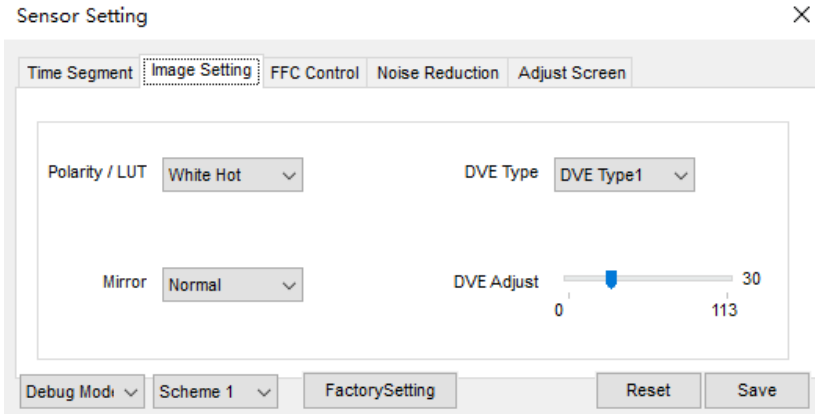 Sensor Setting
Time Segment Image Setting FFC Control Noise Reduction Adjust Screen
Polarity / LUT White Hot DVE Type DVE Type1
Mirror Normal DVE Adjust 30
0 113
Debug Mod Scheme 1 FactorySetting Reset Save